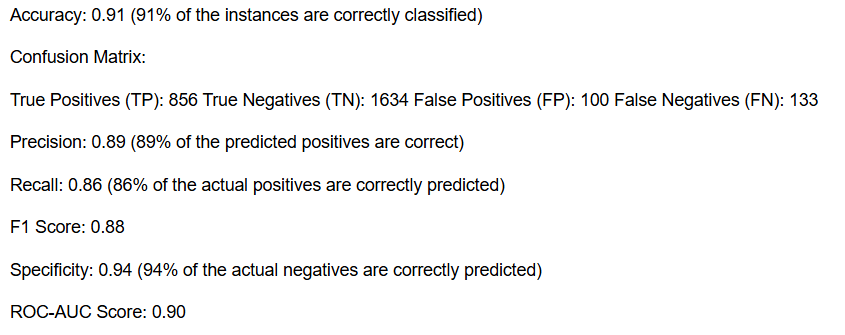 Accuracy: 0.91 (91% of the instances are correctly classified)
Confusion Matrix:
True Positives (TP): 856 True Negatives (TN): 1634 False Positives (FP): 100 False Negatives (FN): 133
Precision: 0.89 (89% of the predicted positives are correct)
Recall: 0.86 (86% of the actual positives are correctly predicted)
F1 Score: 0.88
Specificity: 0.94 (94% of the actual negatives are correctly predicted)
ROC-AUC Score: 0.90